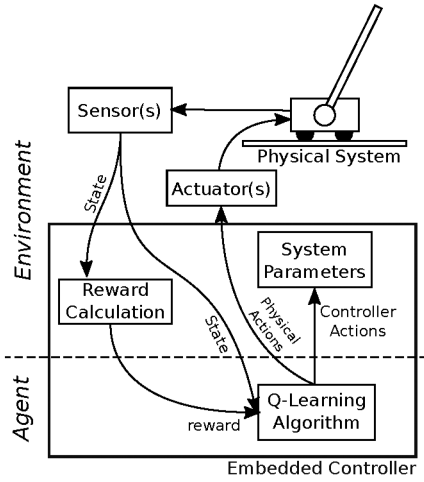 Sensor(s)
Physical System
Actuator(s)
State
Environment
System
Parameters
Reward
Calculation
Physical
Actions
Controller
Actions
State
Agent
Q-Learning
Algorithm
reward
Embedded Controller